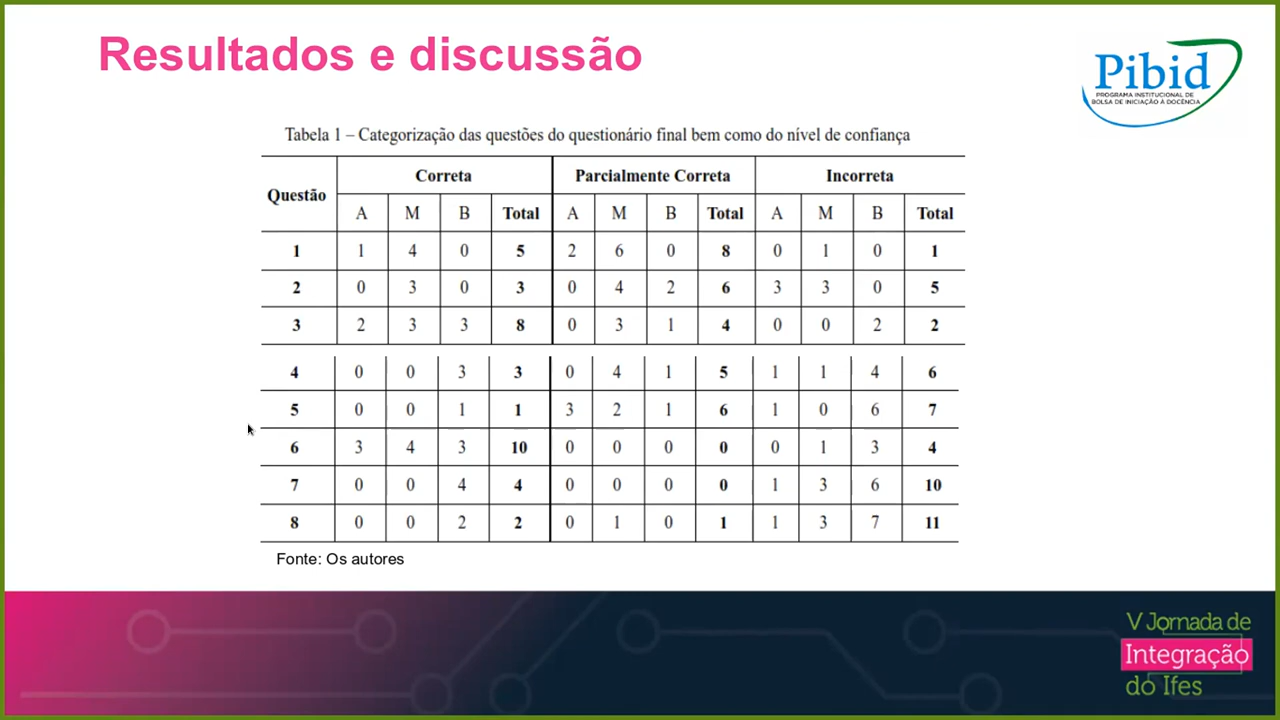 Resultados e discussão
Pibid
PROGRAMA INSTITUCIONAL DE
BOLSA DE INICIAÇÃO À DOCÊNCIA
Tabela 1 – Categorização das questões do questionário final bem como do nível de confiança
Questão Correta Parcialmente Correta Incorreta
A M B Total A M B Total A M B Total
1 1 4 0 5 2 6 0 8 0 1 0 1
2 0 3 0 3 0 4 2 6 3 3 0 5
3 2 3 3 8 0 3 1 4 0 0 2 2
4 0 0 3 3 0 4 1 5 1 1 4 6
5 0 0 1 1 3 2 1 6 1 0 6 7
6 3 4 3 10 0 0 0 0 0 1 3 4
7 0 0 4 4 0 0 0 0 1 3 6 10
8 0 0 2 2 0 1 0 1 1 3 7 11
Fonte: Os autores
V Jornada de
Integração
do Ifes